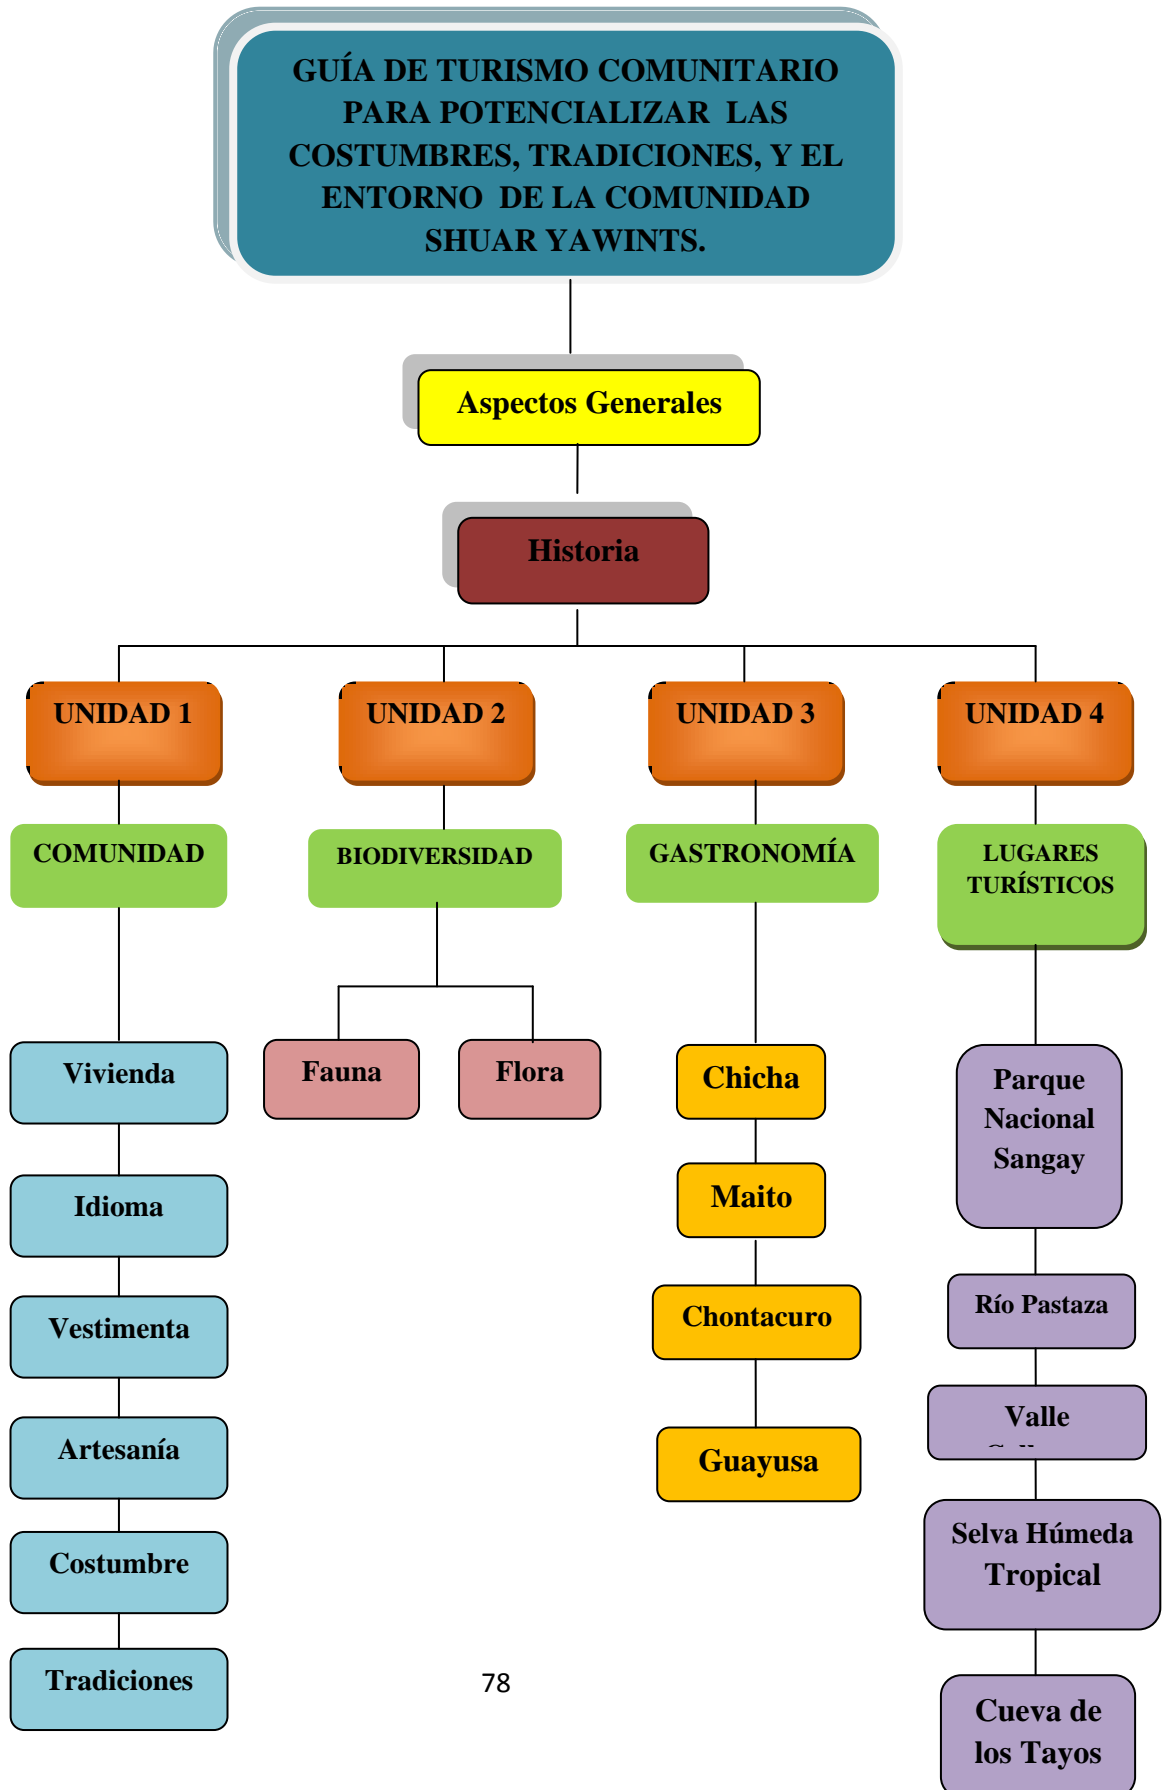 GUÍA DE TURISMO COMUNITARIO
PARA POTENCIALIZAR LAS
COSTUMBRES, TRADICIONES, Y EL
ENTORNO DE LA COMUNIDAD
SHUAR YAWINTS.
Aspectos Generales
Historia
UNIDAD 1
UNIDAD 2
UNIDAD 3
UNIDAD 4
COMUNIDAD
BIODIVERSIDAD
GASTRONOMÍA
LUGARES
TURÍSTICOS
Vivienda
Idioma
Vestimenta
Artesanía
Costumbre
Tradiciones
Fauna
Flora
Chicha
Maito
Chontacuro
Guayusa
Parque
Nacional
Sangay
Río Pastaza
Valle
Selva Húmeda
Tropical
Cueva de
los Tayos
78